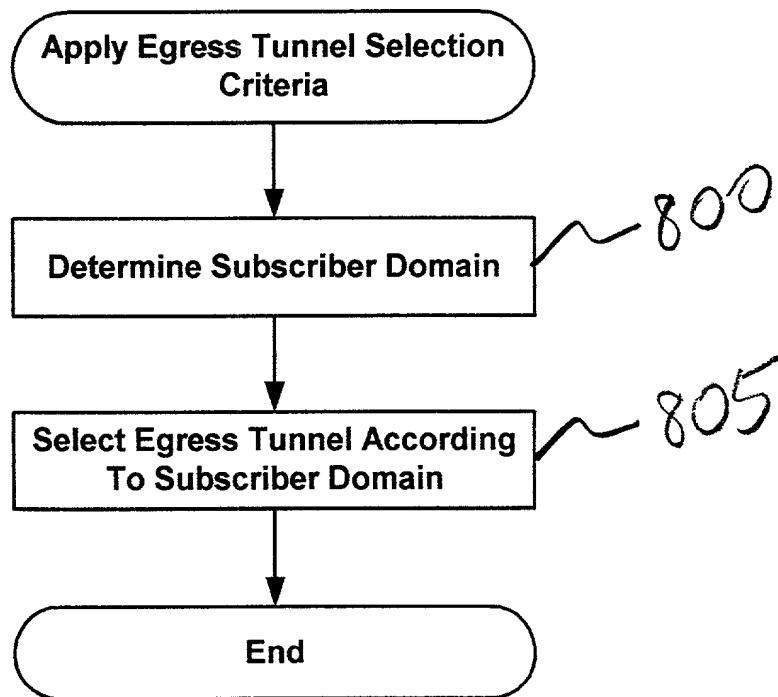 Apply Egress Tunnel Selection
Criteria
800
Determine Subscriber Domain
805
Select Egress Tunnel According
To Subscriber Domain
End